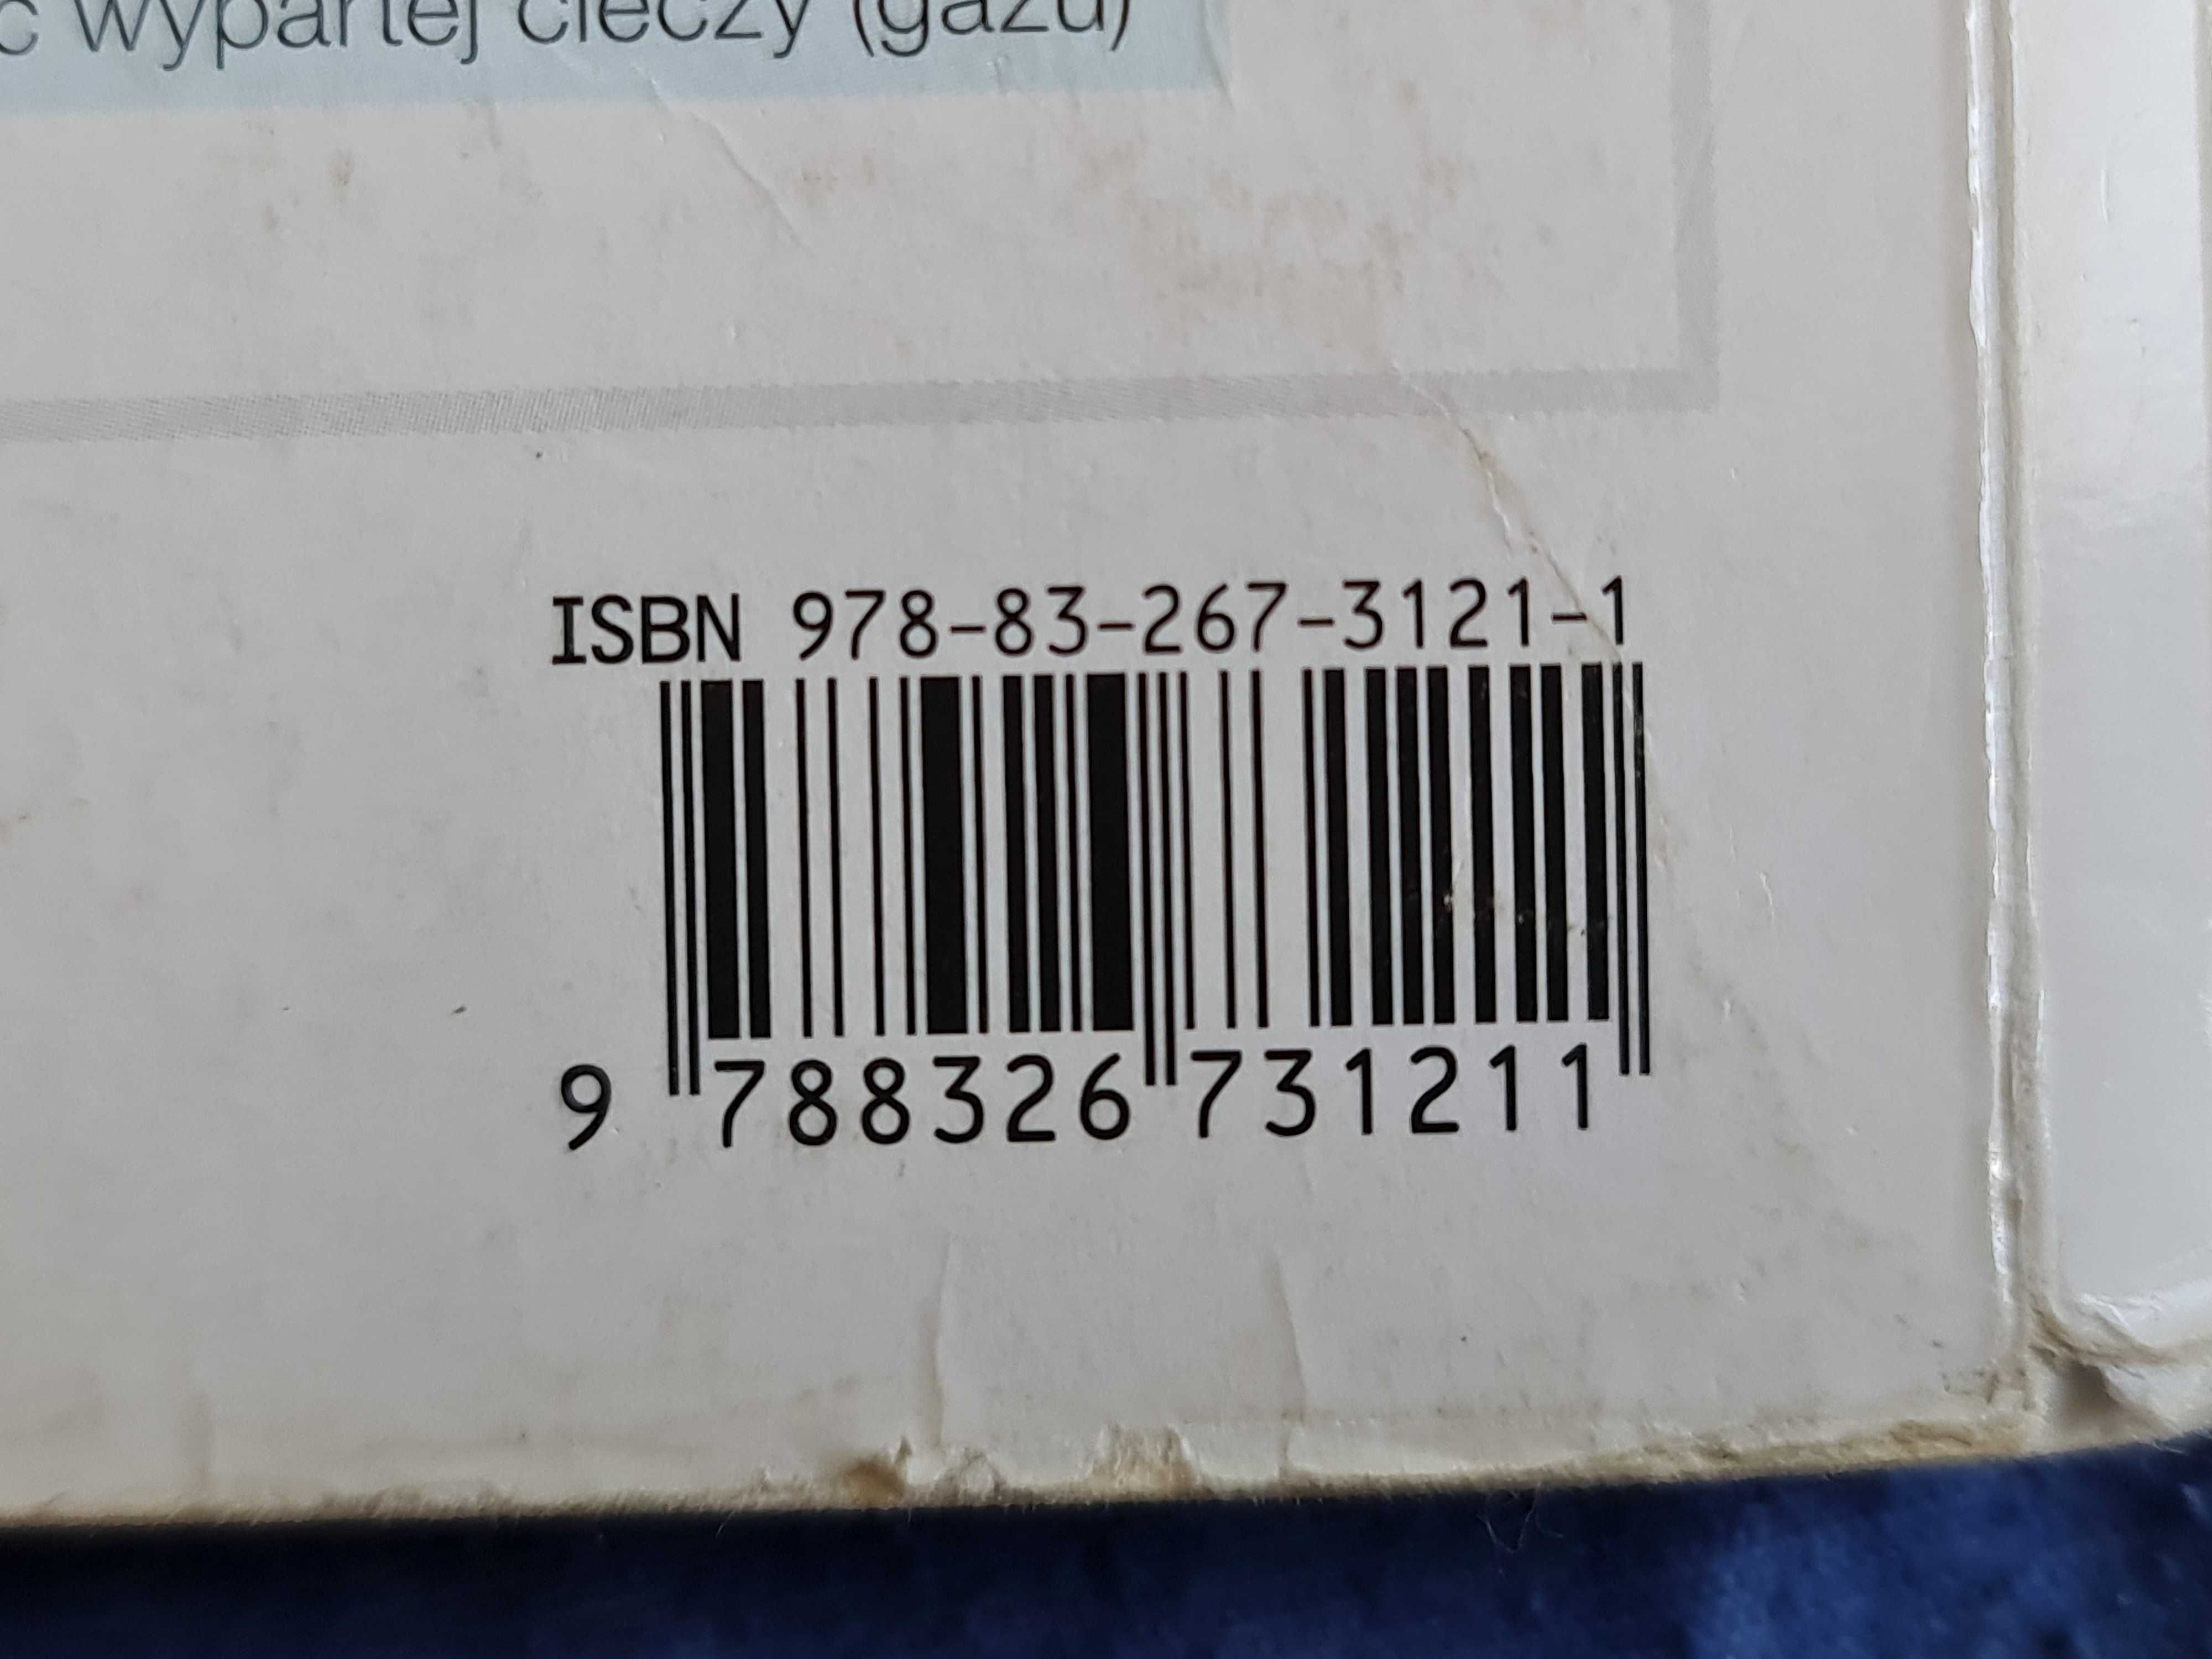 wypartej cieczy (gazu)
ISBN 978-83-267-3121-1
9 788326 731211